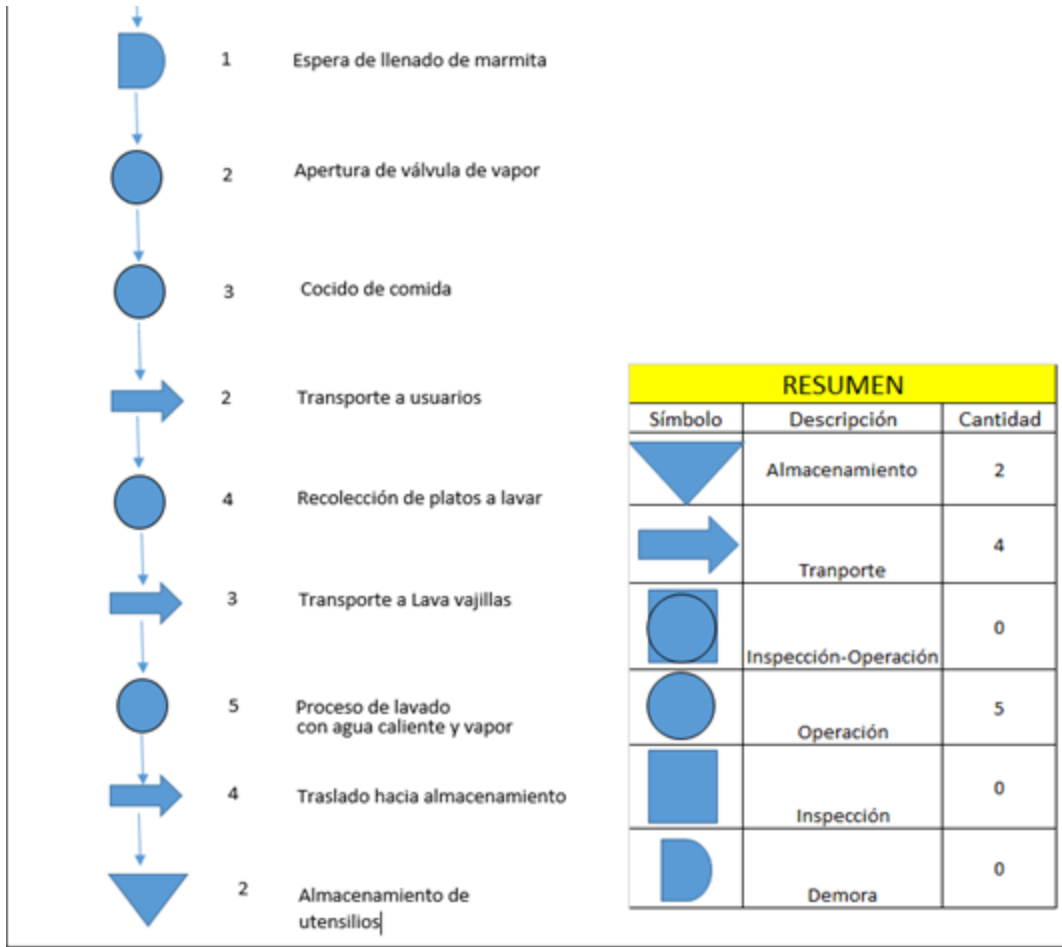 1 Espera de llenado de marmita
2 Apertura de válvula de vapor
3 Cocido de comida
2 Transporte a usuarios
4 Recolección de platos a lavar
3 Transporte a Lava vajillas
5 Proceso de lavado
con agua caliente y vapor
4 Traslado hacia almacenamiento
2 Almacenamiento de
utensilios
RESUMEN
Símbolo Descripción Cantidad
Almacenamiento 2
Tranporte 4
Inspección-Operación 0
Operación 5
Inspección 0
Demora 0